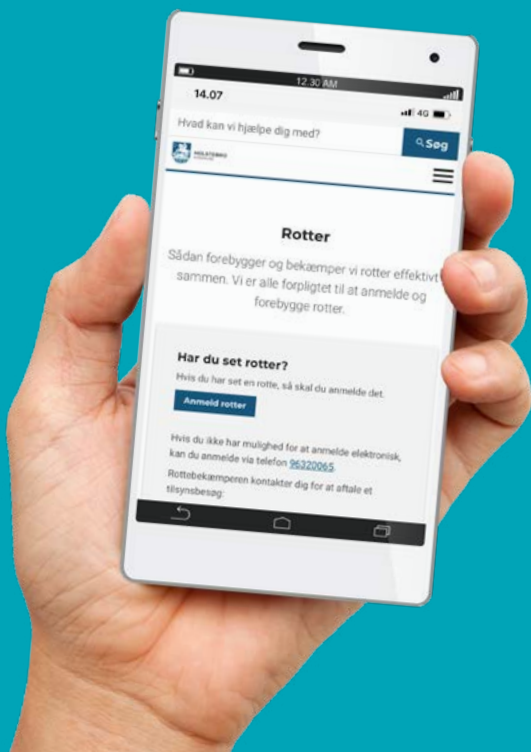 12.30 AM
14.07
4G
Hvad kan vi hjælpe dig med?
Søg
HOLSTEBRO
Rotter
Sådan forebygger og bekæmper vi rotter effektivt
sammen. Vi er alle forpligtet til at anmelde og
forebygge rotter.
Har du set rotter?
Hvis du har set en rotte, så skal du anmelde det.
Anmeld rotter
Hvis du ikke har mulighed for at anmelde elektronisk,
kan du anmelde via telefon 96320065.
Rottebekæmperen kontakter dig for at aftale et
tilsynsbesøg: